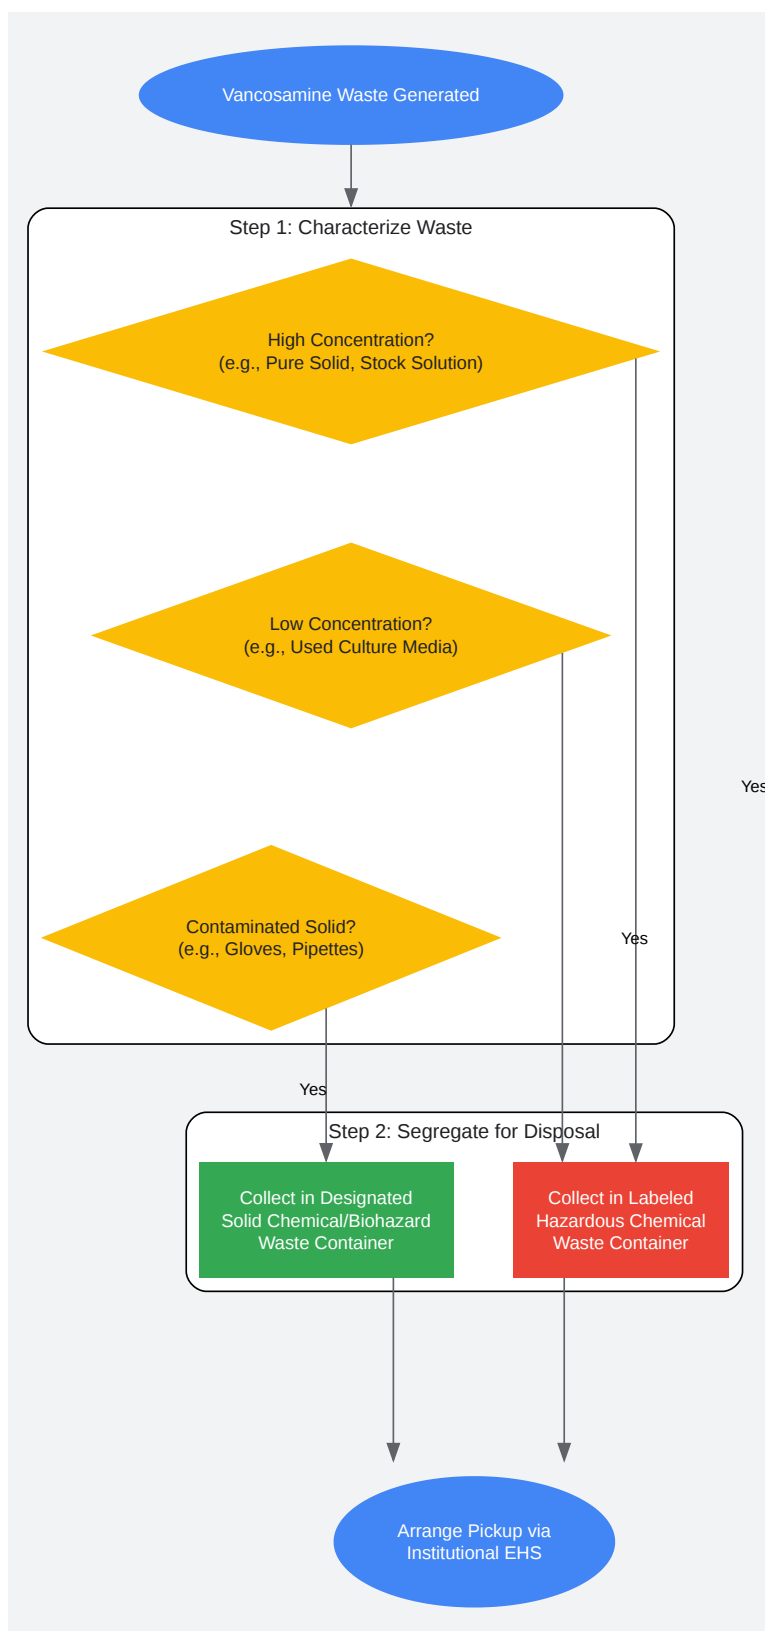 Vancosamine Waste Generated
Step 1: Characterize Waste
High Concentration?
(e.g., Pure Solid, Stock Solution)
Low Concentration?
(e.g., Used Culture Media)
Yes
Contaminated Solid?
(e.g., Gloves, Pipettes)
Yes
Yes
Step 2: Segregate for Disposal
Collect in Designated
Solid Chemical/Biohazard
Waste Container
Collect in Labeled
Hazardous Chemical
Waste Container
Arrange Pickup via
Institutional EHS